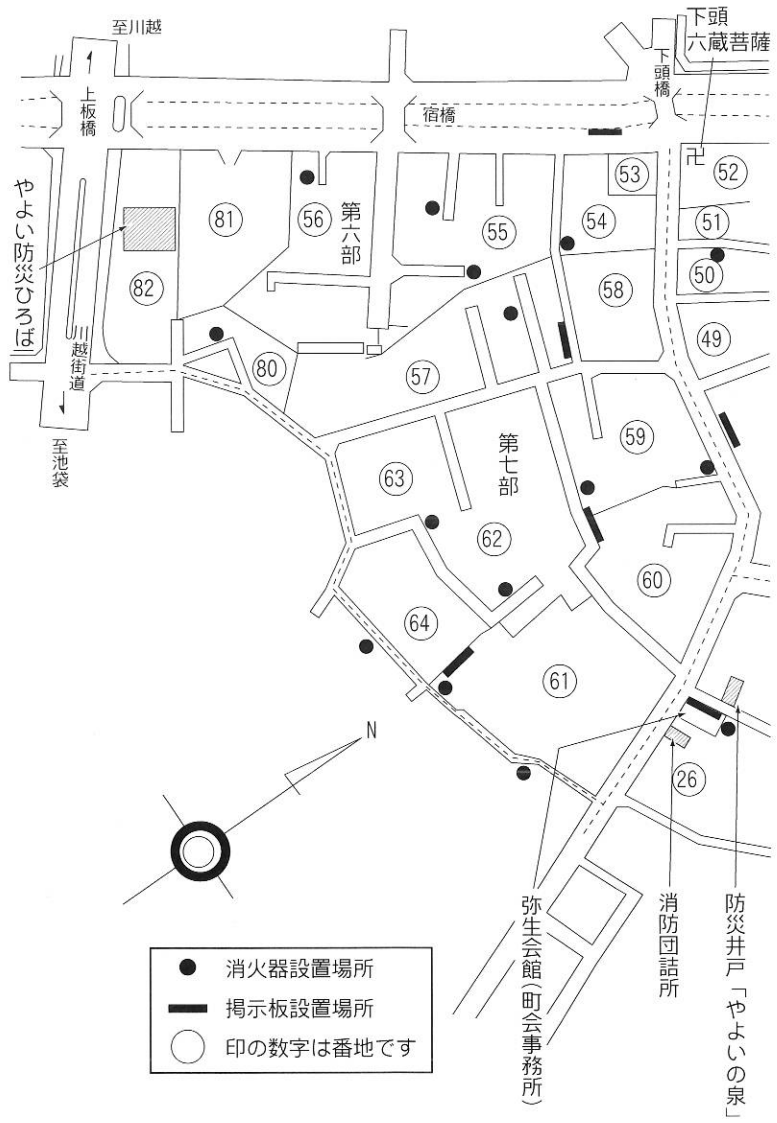 至川越
下頭
六蔵菩薩
上板橋
宿橋
下頭橋
卍
やよい防災ひろば
53
52
81
56
第六部
55
54
51
82
50
58
49
川越街道
80
57
至池袋
63
第七部
59
62
60
64
61
N
26
弥生会館(町会事務所)
消防団詰所
防災井戸「やよいの泉」
消火器設置場所
掲示板設置場所
印の数字は番地です